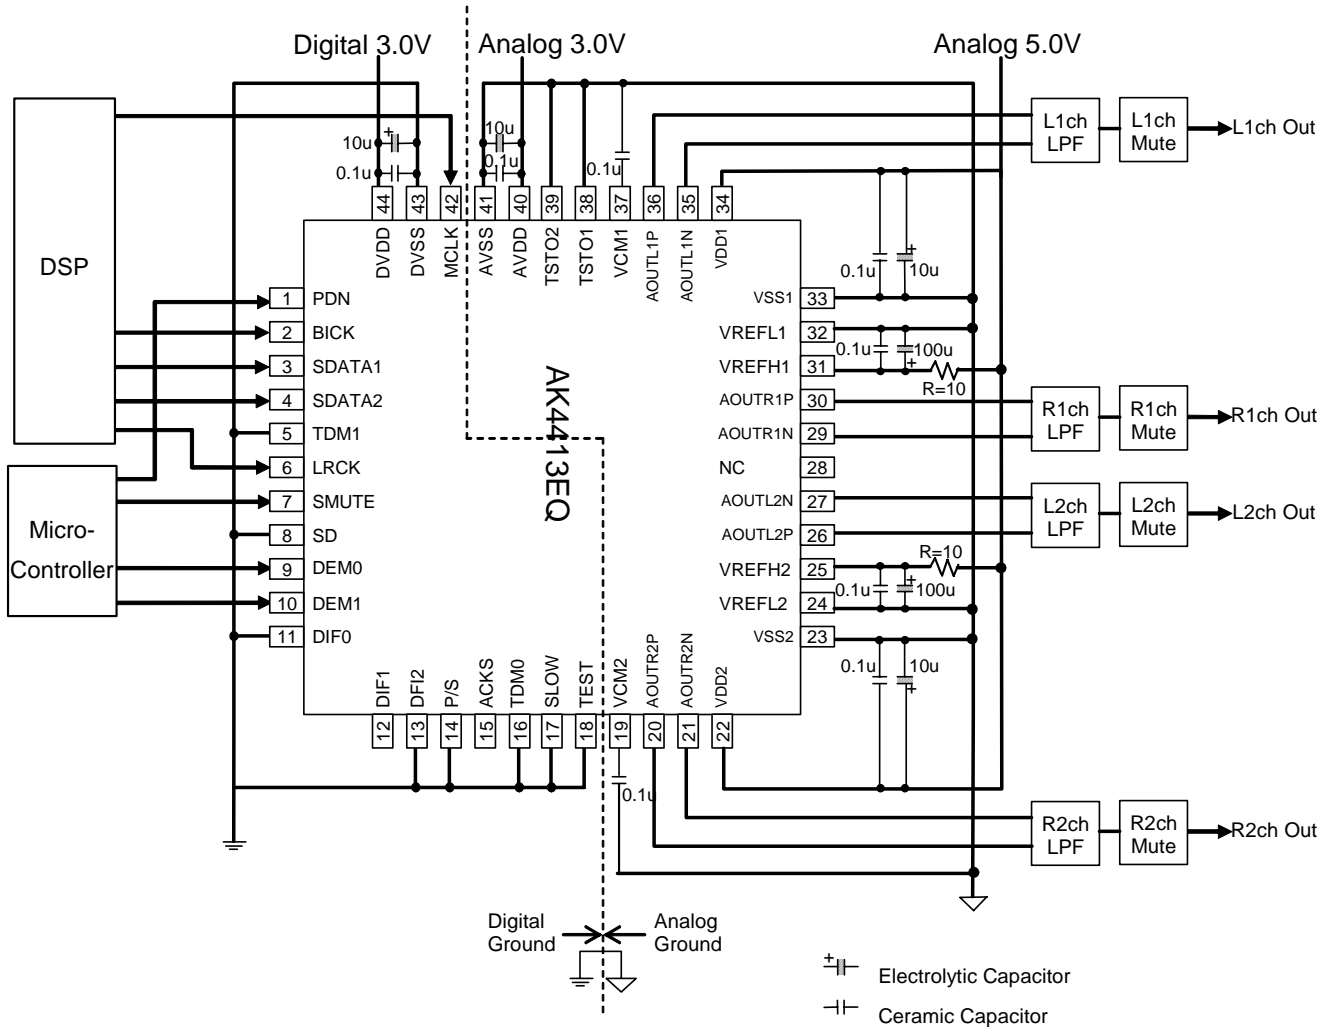 Digital 3.0V
Analog 3.0V
Analog 5.0V
DSP
Micro-
Controller
10u
0.1u
10u
0.1u
0.1u
L1ch
LPF
L1ch
Mute
L1ch Out
44
43
42
41
40
39
38
37
36
35
34
DVDD
DVSS
MCLK
AVSS
AVDD
TSTO2
TSTO1
VCM1
AOUTL1P
AOUTL1N
VDD1
0.1u
10u
1 PDN
2 BICK
3 SDATA1
4 SDATA2
5 TDM1
6 LRCK
7 SMUTE
8 SD
9 DEM0
10 DEM1
11 DIF0
AK4413EQ
VSS1 33
VREFL1 32
0.1u
100u
VREFH1 31
R=10
AOUTR1P 30
AOUTR1N 29
NC 28
AOUTL2N 27
AOUTL2P 26
R=10
VREFH2 25
0.1u
100u
VREFL2 24
VSS2 23
0.1u
10u
R1ch
LPF
R1ch
Mute
R1ch Out
L2ch
LPF
L2ch
Mute
L2ch Out
DIF1
DFI2
P/S
ACKS
TDM0
SLOW
TEST
VCM2
AOUTR2P
AOUTR2N
VDD2
12
13
14
15
16
17
18
19
20
21
22
0.1u
R2ch
LPF
R2ch
Mute
R2ch Out
Digital
Ground
Analog
Ground
+
Electrolytic Capacitor
Ceramic Capacitor